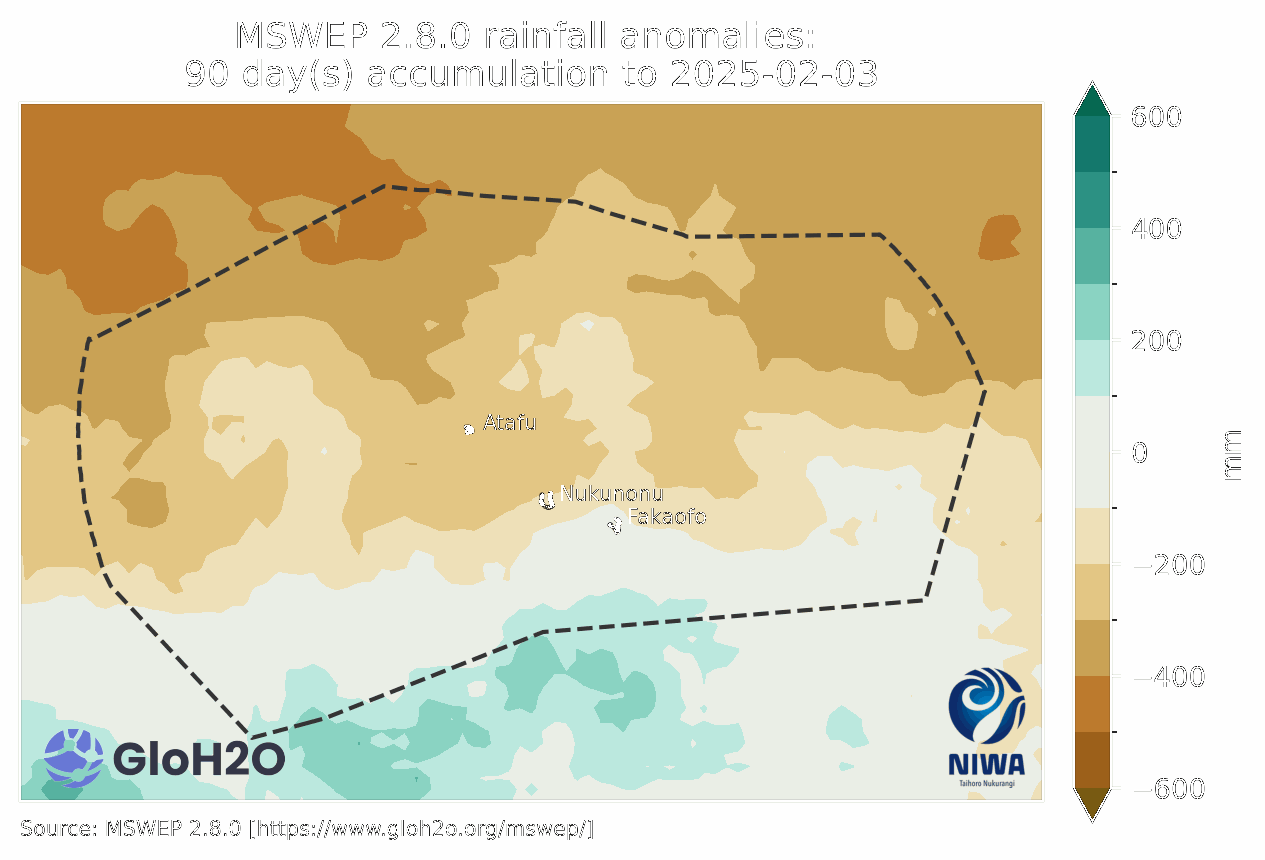 MSWEP 2.8.0 rainfall anomalies:
90 day(s) accumulation to 2025-02-03
600
400
200
0
−200
−400
−600
mm
Atafu
Nukunonu
Fakaofo
GloH2O
NIWA
Taihoro Nukurangi
Source: MSWEP 2.8.0 [https://www.gloh2o.org/mswep/]